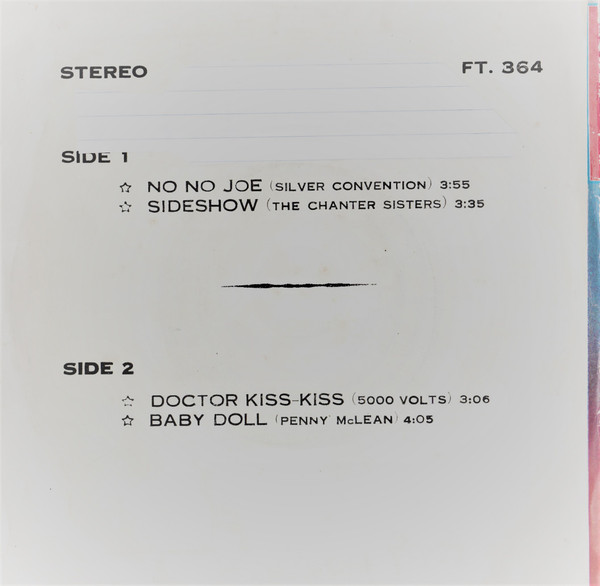 STEREO FT. 364
SIDE 1
☆ NO NO JOE (SILVER CONVENTION) 3:55
☆ SIDESHOW (THE CHANTER SISTERS) 3:35
SIDE 2
☆ DOCTOR KISS-KISS (5000 VOLTS) 3:06
☆ BABY DOLL (PENNY McLEAN) 4:05